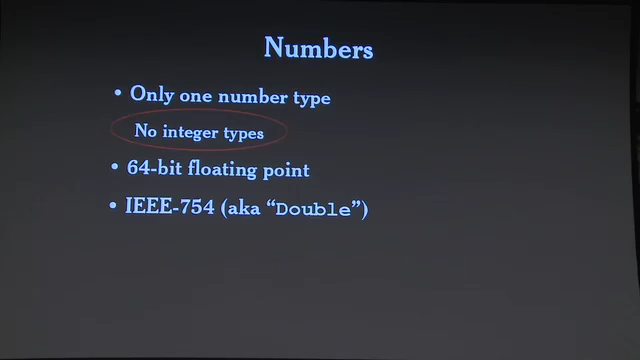 Numbers
• Only one number type
No integer types
• 64-bit floating point
• IEEE-754 (aka “Double”)